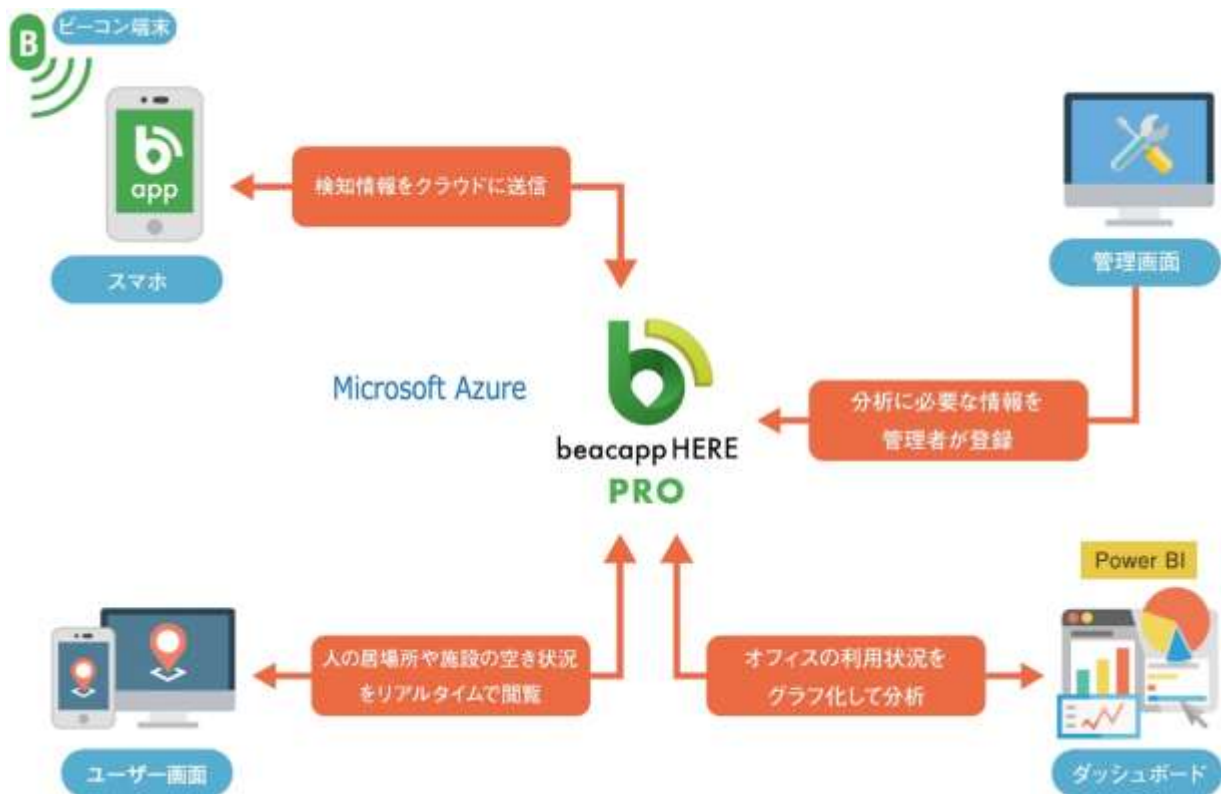 B
ビーコン端末
b
app
スマホ
検知情報をクラウドに送信
管理画面
Microsoft Azure
beacapp HERE
PRO
分析に必要な情報を
管理者が登録
Power BI
人の居場所や施設の空き状況
をリアルタイムで閲覧
オフィスの利用状況を
グラフ化して分析
ユーザー画面
ダッシュボード